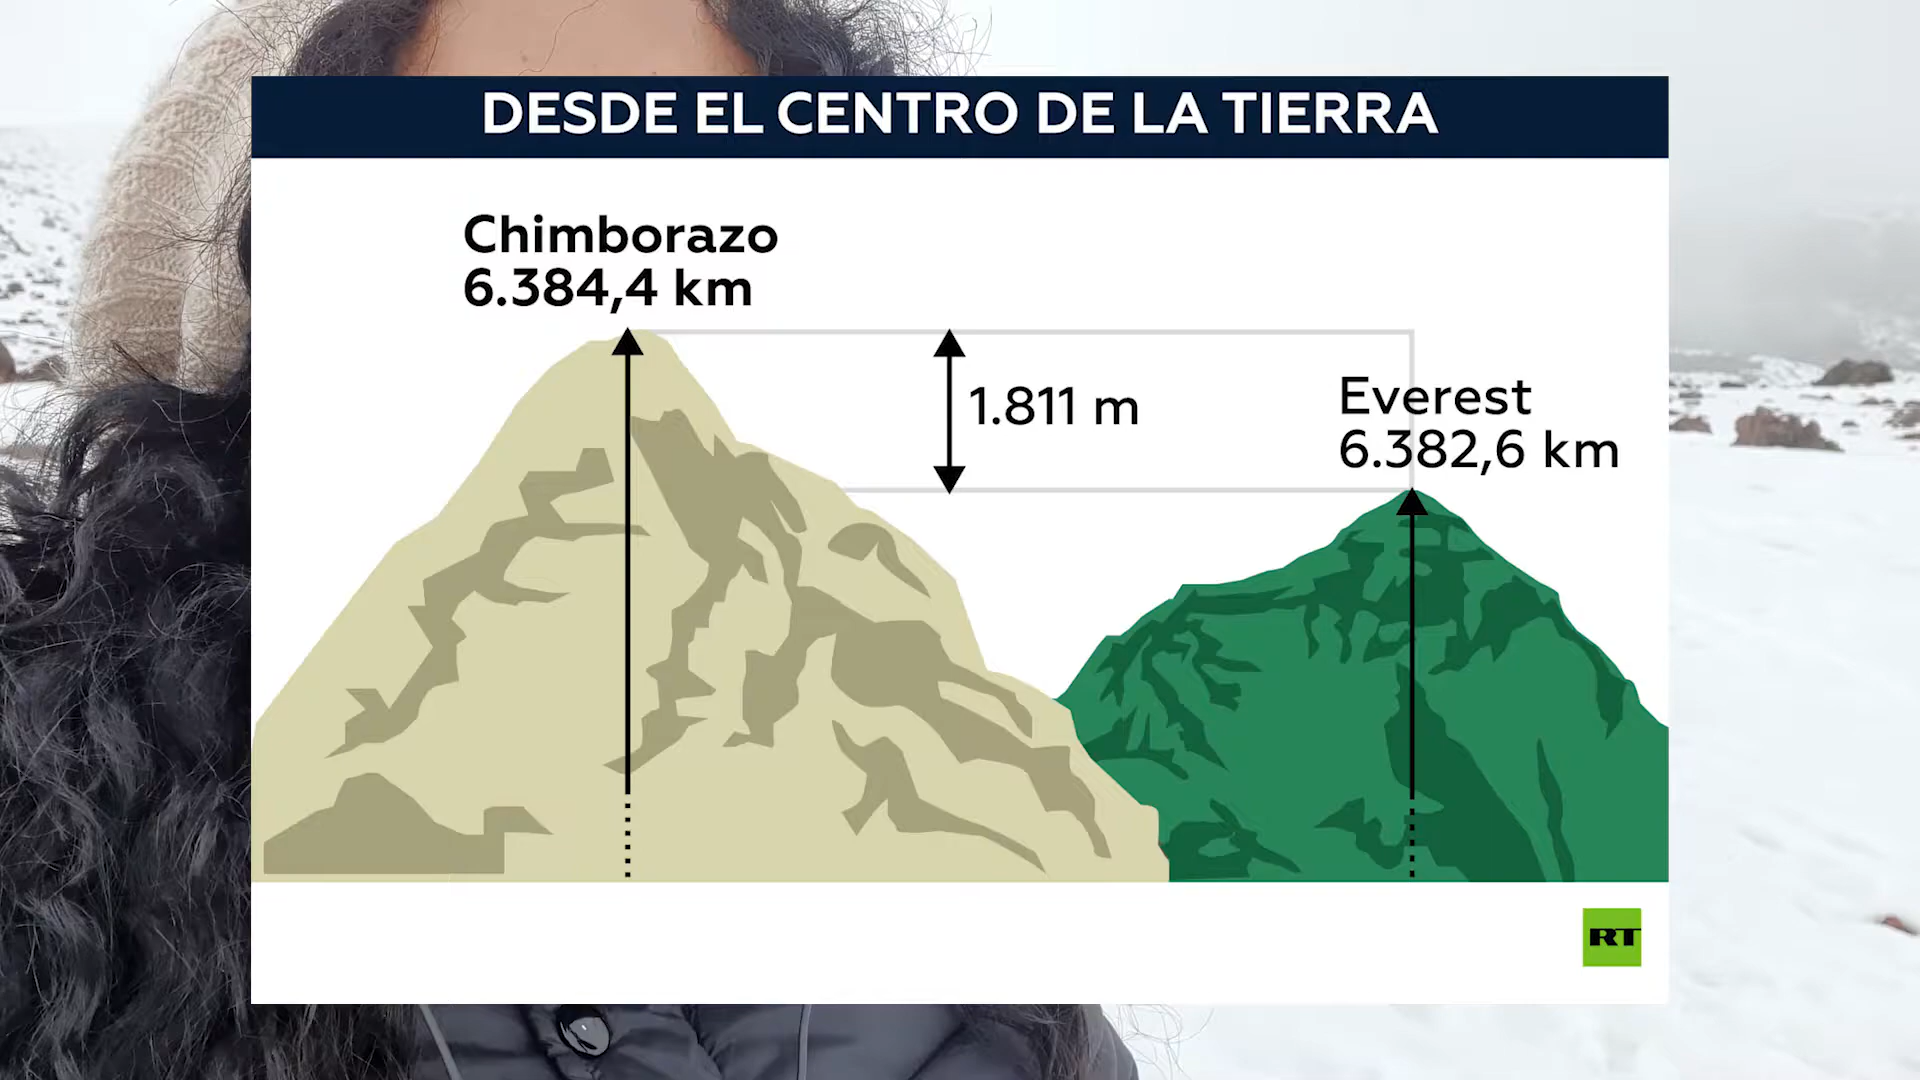 DESDE EL CENTRO DE LA TIERRA
Chimborazo
6.384,4 km
1.811 m
Everest
6.382,6 km
RT